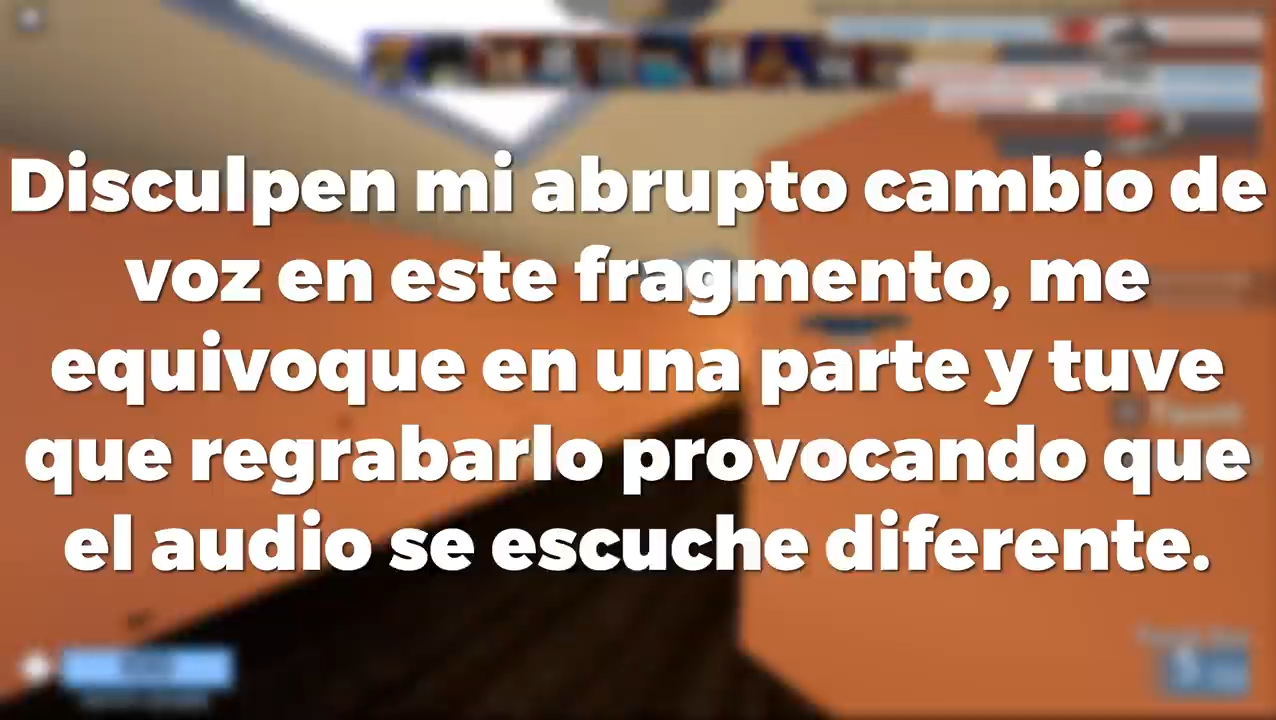 Disculpen mi abrupto cambio de
voz en este fragmento, me
equivoque en una parte y tuve
que regrabarlo provocando que
el audio se escuche diferente.